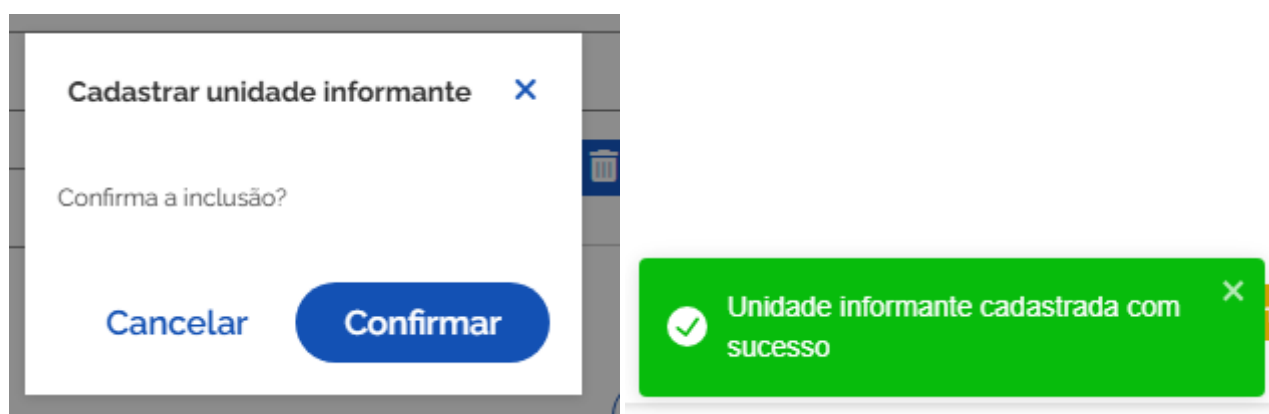 Cadastrar unidade informante
Confirma a inclusão?
Cancelar Confirmar
Unidade informante cadastrada com
sucesso